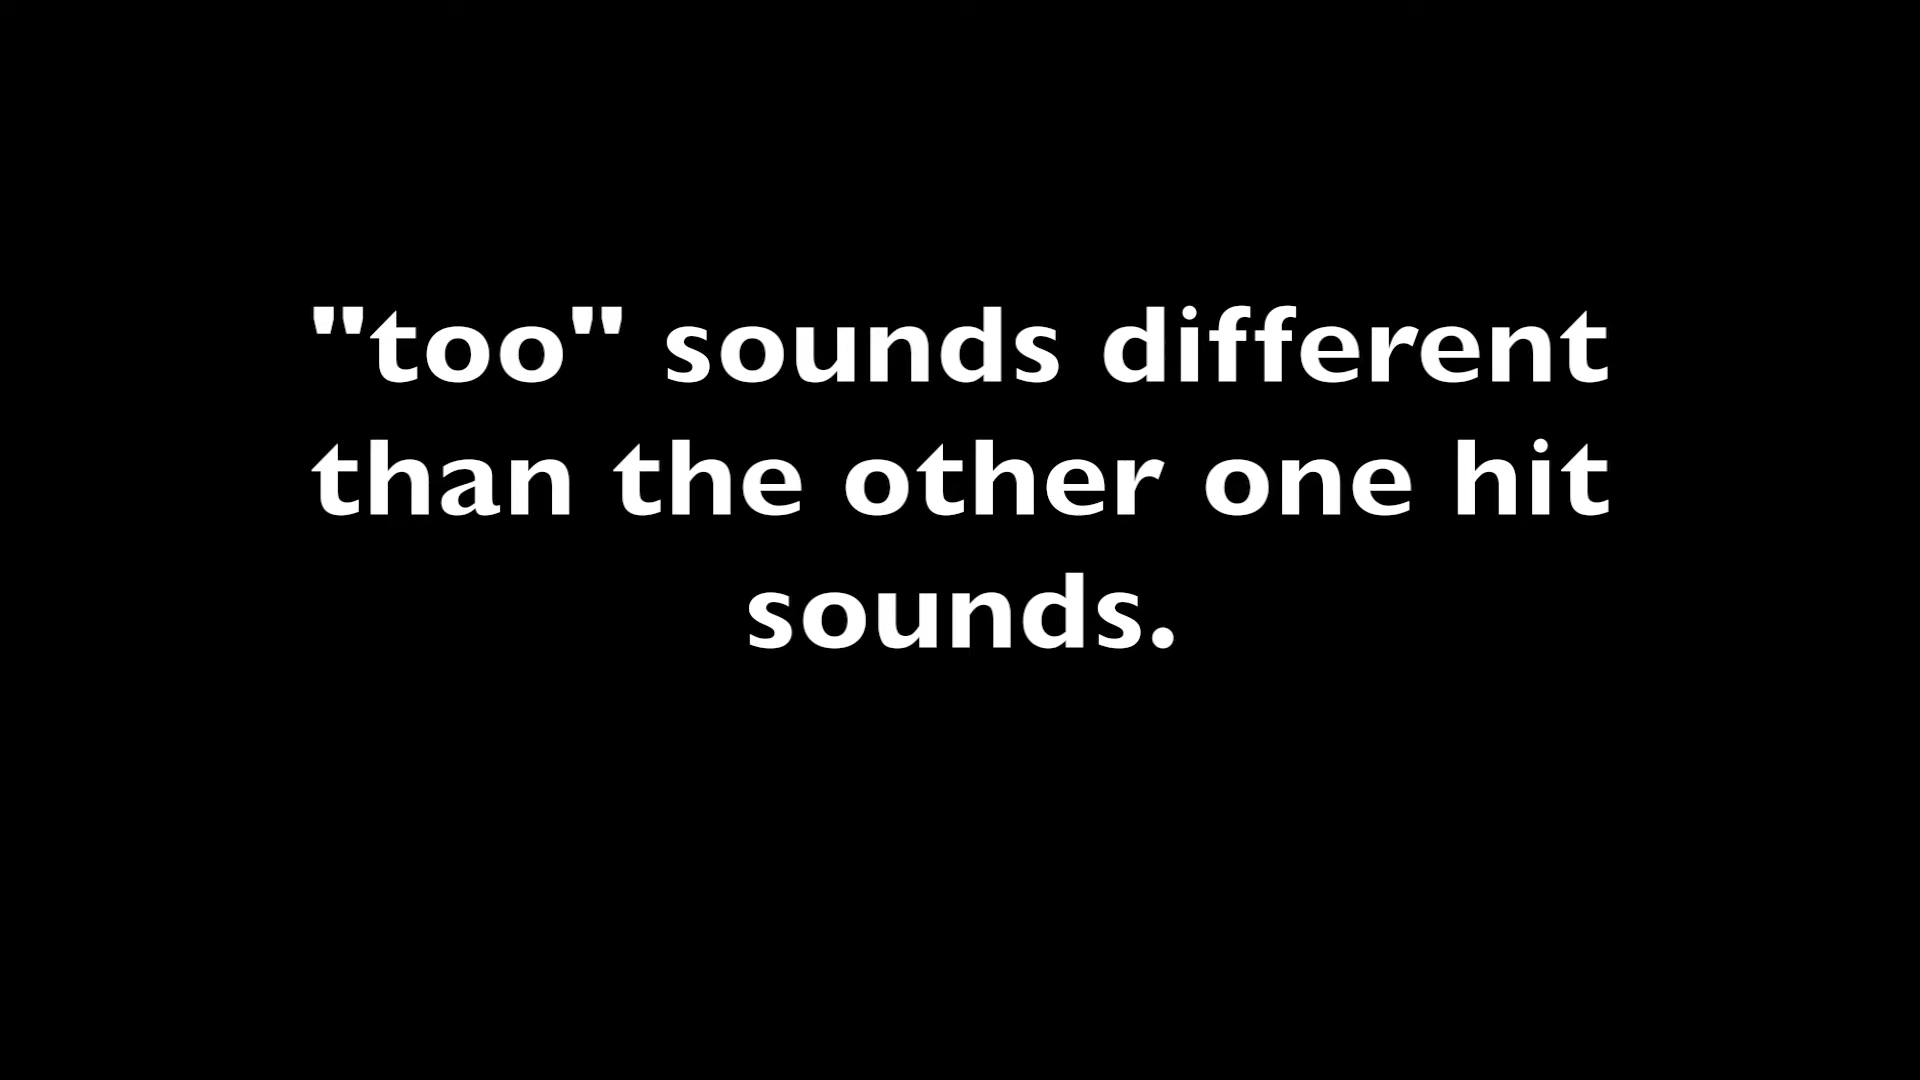 "too" sounds different
than the other one hit
sounds.